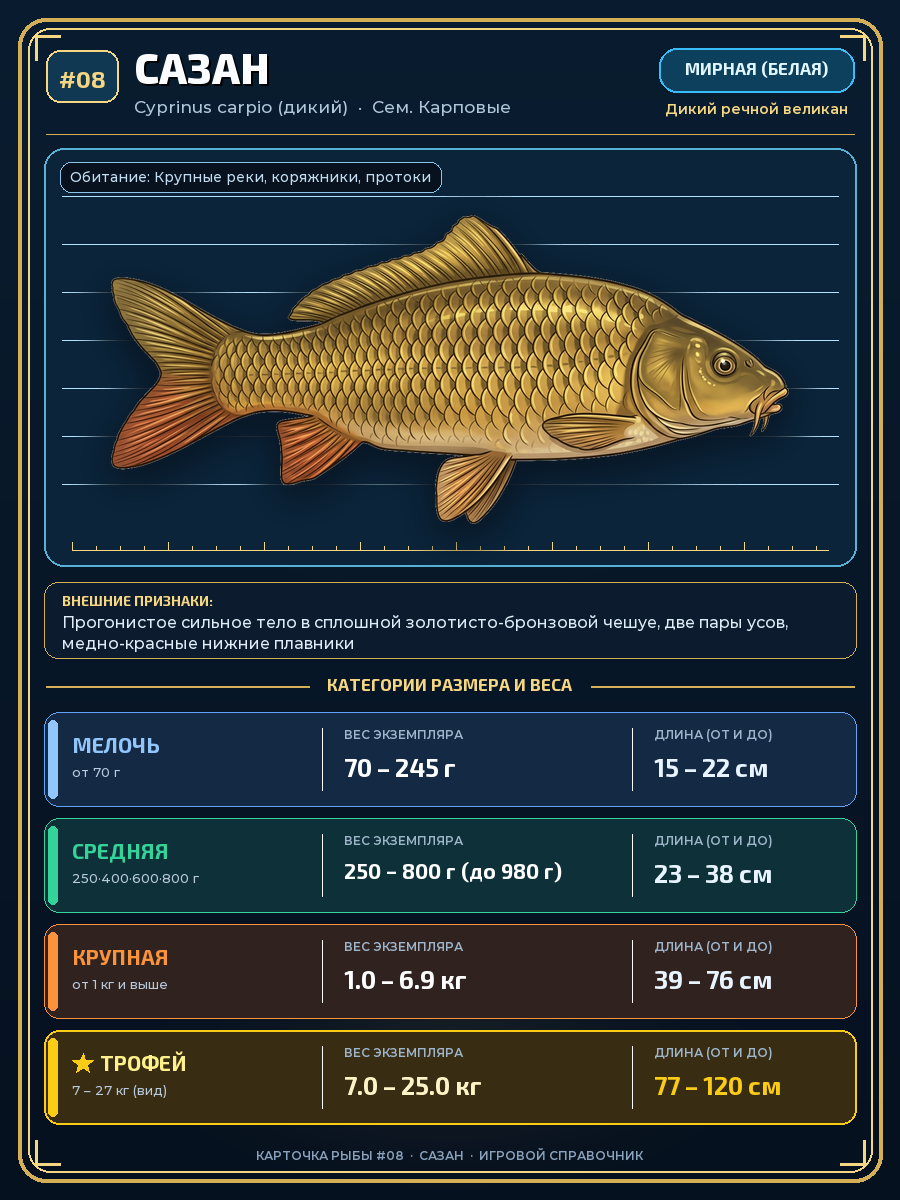 #08
САЗАН
Cyprinus carpio (дикий) · Сем. Карповые
МИРНАЯ (БЕЛАЯ)
Дикий речной великан
Обитание: Крупные реки, коряжники, протоки
ВНЕШНИЕ ПРИЗНАКИ:
Прогонистое сильное тело в сплошной золотисто-бронзовой чешуе, две пары усов,
медно-красные нижние плавники
КАТЕГОРИИ РАЗМЕРА И ВЕСА
МЕЛОЧЬ
от 70 г
ВЕС ЭКЗЕМПЛЯРА
70 – 245 г
ДЛИНА (ОТ И ДО)
15 – 22 см
СРЕДНЯЯ
250·400·600·800 г
ВЕС ЭКЗЕМПЛЯРА
250 – 800 г (до 980 г)
ДЛИНА (ОТ И ДО)
23 – 38 см
КРУПНАЯ
от 1 кг и выше
ВЕС ЭКЗЕМПЛЯРА
1.0 – 6.9 кг
ДЛИНА (ОТ И ДО)
39 – 76 см
★ ТРОФЕЙ
7 – 27 кг (вид)
ВЕС ЭКЗЕМПЛЯРА
7.0 – 25.0 кг
ДЛИНА (ОТ И ДО)
77 – 120 см
КАРТОЧКА РЫБЫ #08 · САЗАН · ИГРОВОЙ СПРАВОЧНИК